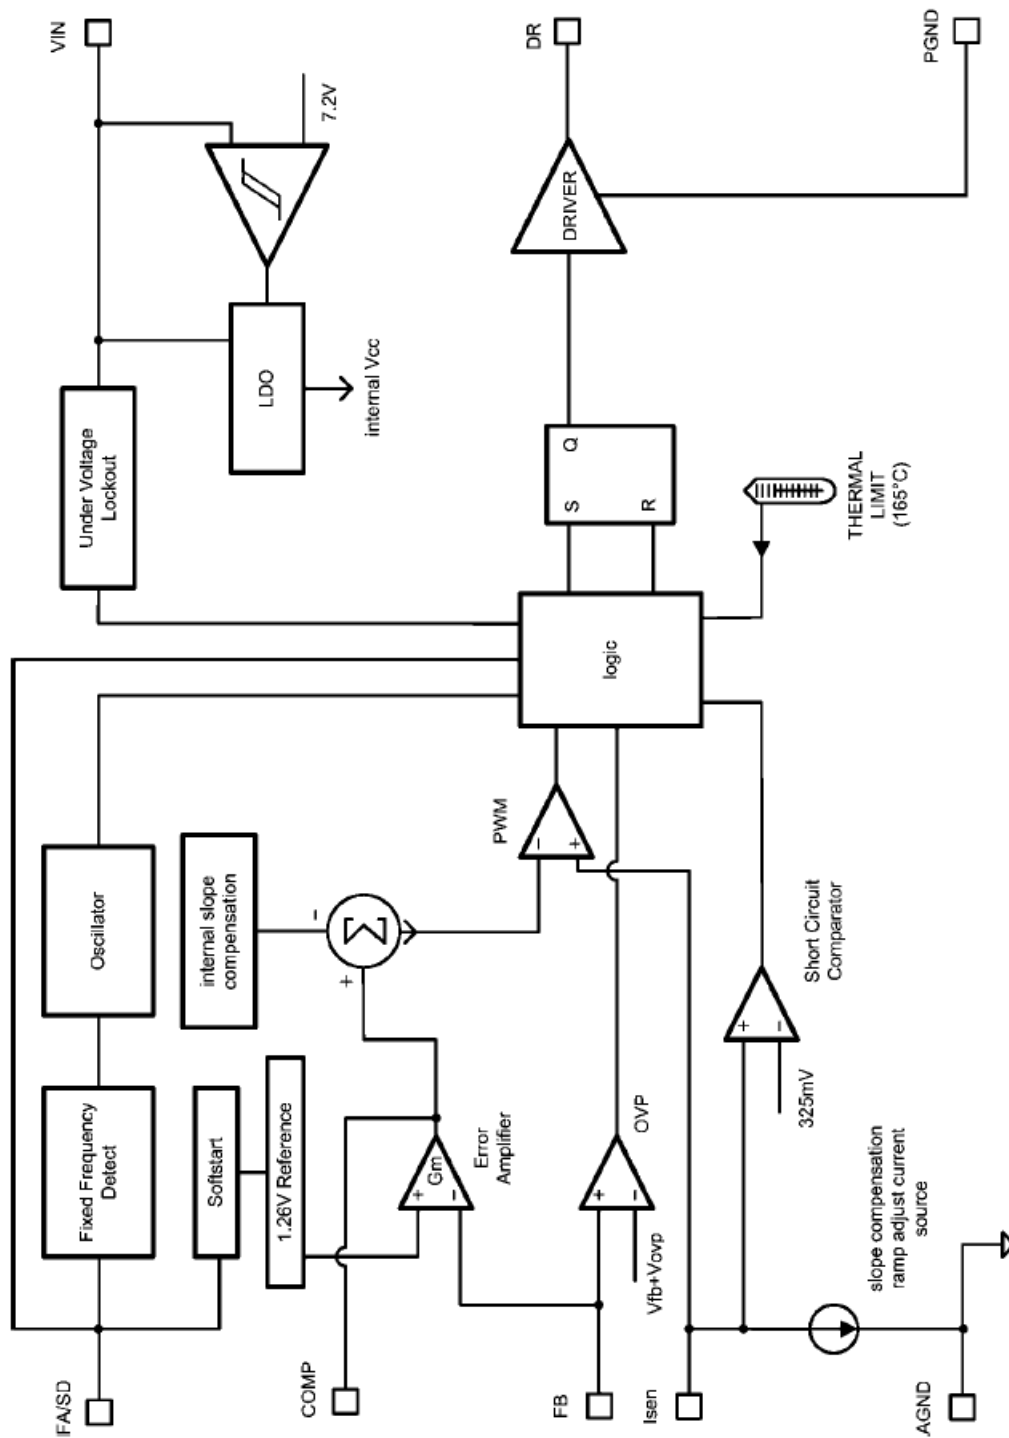 FA/SD
COMP
FB
Isen
AGND
VIN
DR
PGND
Fixed Frequency
Detect
Oscillator
Softstart
1.26V Reference
internal slope
compensation
Under Voltage
Lockout
LDO
internal Vcc
7.2V
Gm
+
−
Error
Amplifier
+
−
Σ
PWM
−
+
OVP
+
−
Vfb+Vovp
Short Circuit
Comparator
+
−
325mV
slope compensation
ramp adjust current
source
logic
S
R
Q
DRIVER
THERMAL
LIMIT
(165°C)